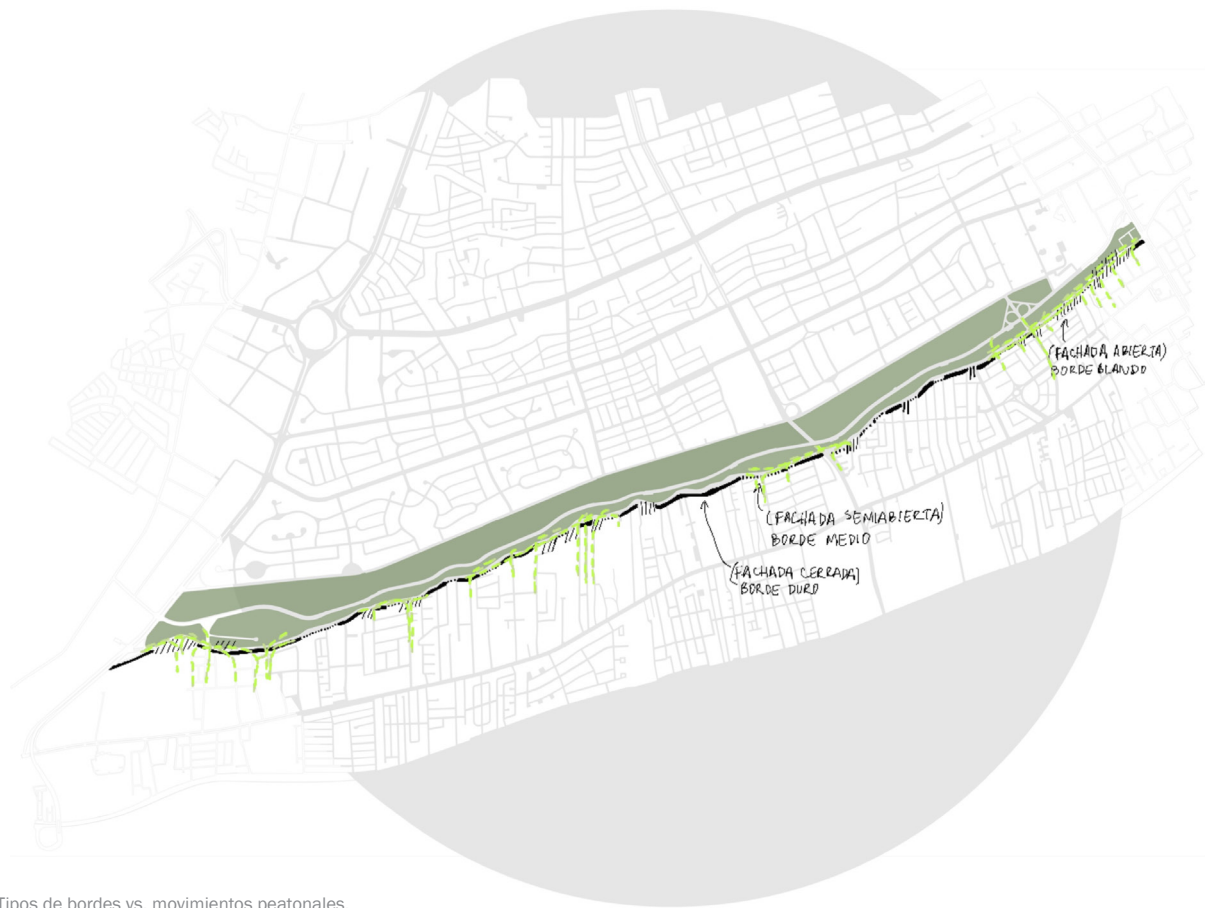 (FACHADA ABIERTA)
BORDE BLANDO
(FACHADA SEMIABIERTA)
BORDE MEDIO
(FACHADA CERRADA)
BORDE DURO
Tipos de bordes vs. movimientos peatonales